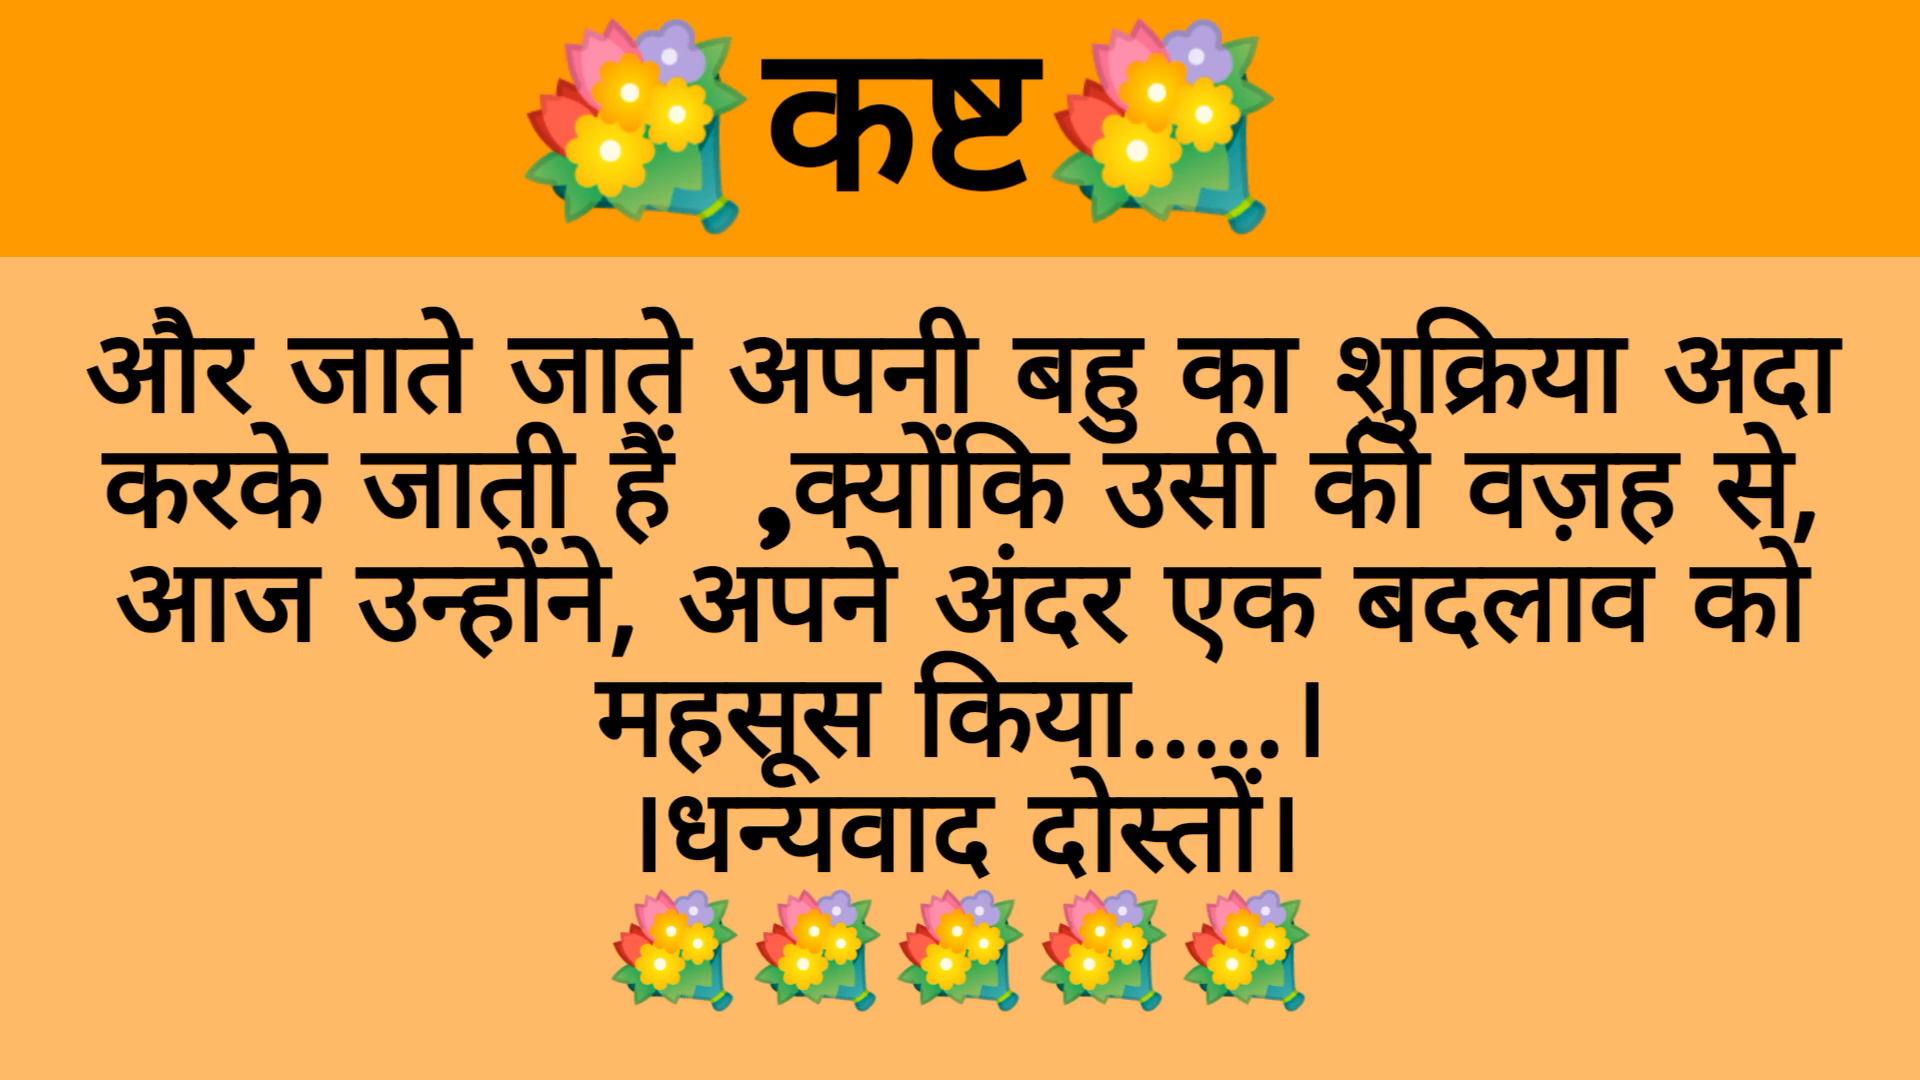 💐कष्ट💐
और जाते जाते अपनी बहु का शुक्रिया अदा
करके जाती हैं ,क्योंकि उसी की वज़ह से,
आज उन्होंने, अपने अंदर एक बदलाव को
महसूस किया.....।
।धन्यवाद दोस्तों।
💐💐💐💐💐